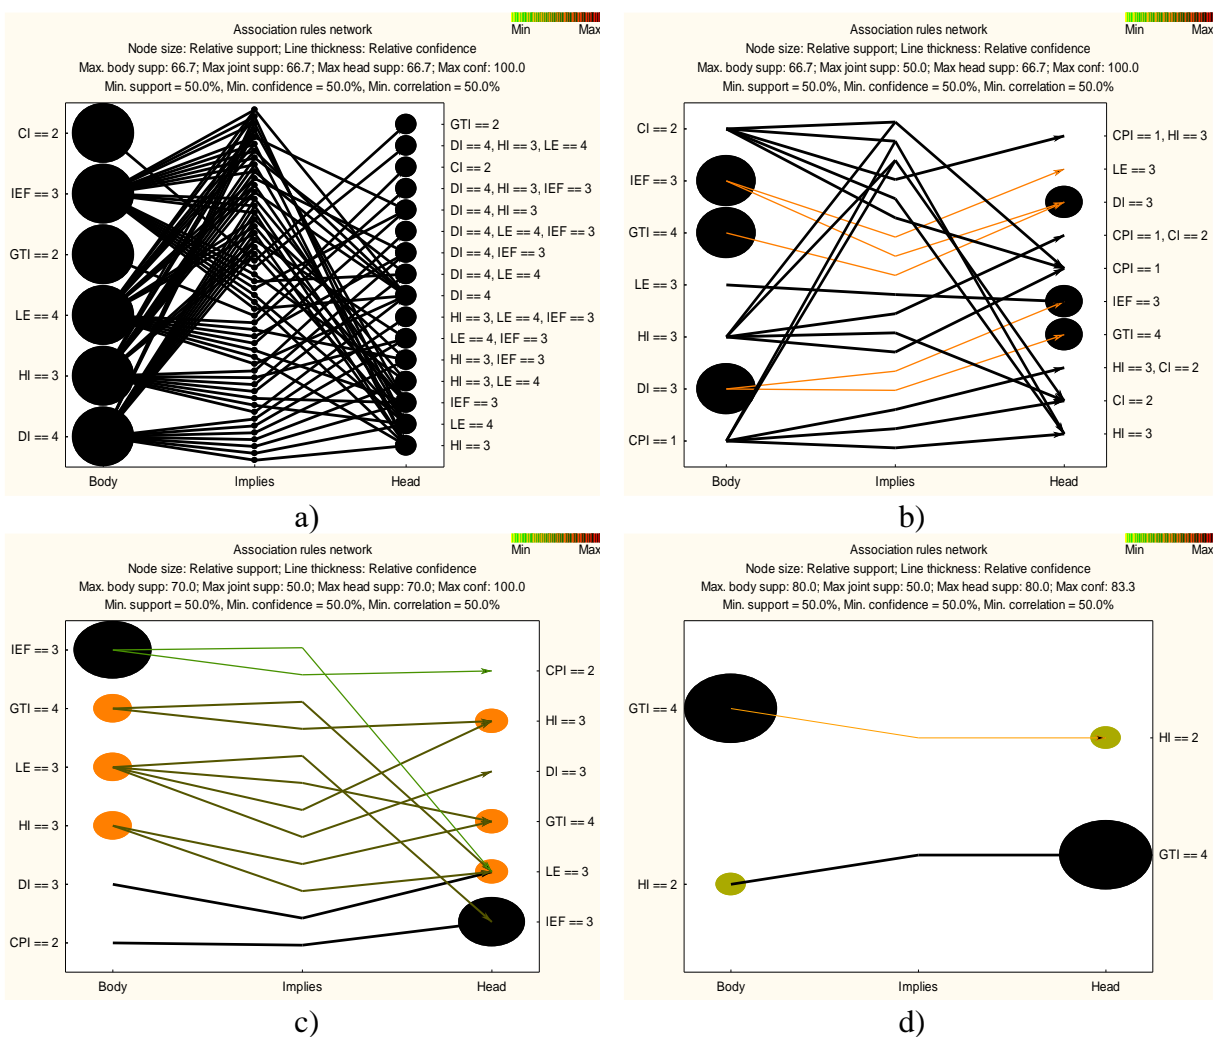 Min Max
Association rules network
Node size: Relative support; Line thickness: Relative confidence
Max. body supp: 66.7; Max joint supp: 66.7; Max head supp: 66.7; Max conf: 100.0
Min. support = 50.0%, Min. confidence = 50.0%, Min. correlation = 50.0%
CI == 2
IEF == 3
GTI == 2
LE == 4
HI == 3
DI == 4
GTI == 2
DI == 4, HI == 3, LE == 4
CI == 2
DI == 4, HI == 3, IEF == 3
DI == 4, HI == 3
DI == 4, LE == 4, IEF == 3
DI == 4, IEF == 3
DI == 4, LE == 4
DI == 4
HI == 3, LE == 4, IEF == 3
LE == 4, IEF == 3
HI == 3, IEF == 3
HI == 3, LE == 4
IEF == 3
LE == 4
HI == 3
Body Implies Head
a)
Min Max
Association rules network
Node size: Relative support; Line thickness: Relative confidence
Max. body supp: 66.7; Max joint supp: 50.0; Max head supp: 66.7; Max conf: 100.0
Min. support = 50.0%, Min. confidence = 50.0%, Min. correlation = 50.0%
CI == 2
IEF == 3
GTI == 4
LE == 3
HI == 3
DI == 3
CPI == 1
CPI == 1, HI == 3
LE == 3
DI == 3
CPI == 1, CI == 2
CPI == 1
IEF == 3
GTI == 4
HI == 3, CI == 2
CI == 2
HI == 3
Body Implies Head
b)
Min Max
Association rules network
Node size: Relative support; Line thickness: Relative confidence
Max. body supp: 70.0; Max joint supp: 50.0; Max head supp: 70.0; Max conf: 100.0
Min. support = 50.0%, Min. confidence = 50.0%, Min. correlation = 50.0%
IEF == 3
GTI == 4
LE == 3
HI == 3
DI == 3
CPI == 2
CPI == 2
HI == 3
DI == 3
GTI == 4
LE == 3
IEF == 3
Body Implies Head
c)
Min Max
Association rules network
Node size: Relative support; Line thickness: Relative confidence
Max. body supp: 80.0; Max joint supp: 50.0; Max head supp: 80.0; Max conf: 83.3
Min. support = 50.0%, Min. confidence = 50.0%, Min. correlation = 50.0%
GTI == 4
HI == 2
HI == 2
GTI == 4
Body Implies Head
d)